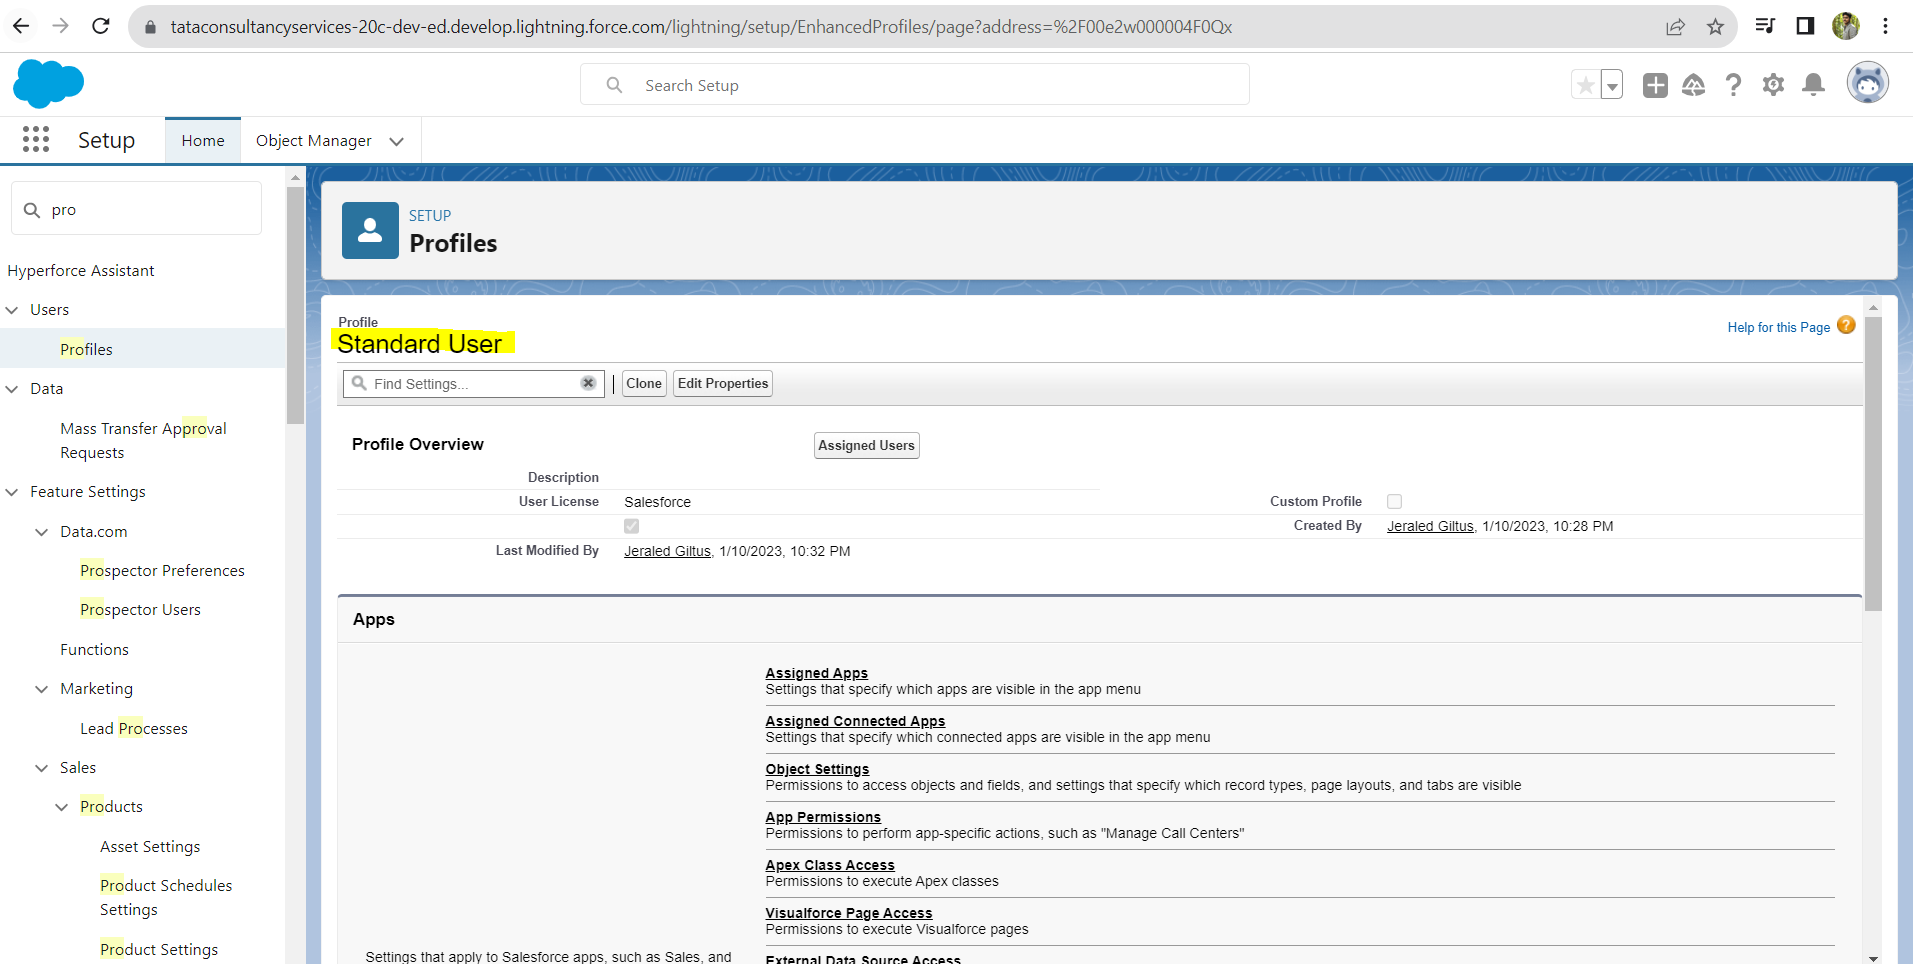 tataconsultancyservices-20c-dev-ed.develop.lightning.force.com/lightning/setup/EnhancedProfiles/page?address=%2F00e2w000004F0Qx
Search Setup
Setup
Home
Object Manager
pro
Hyperforce Assistant
Users
Profiles
Data
Mass Transfer Approval
Requests
Feature Settings
Data.com
Prospector Preferences
Prospector Users
Functions
Marketing
Lead Processes
Sales
Products
Asset Settings
Product Schedules
Settings
Product Settings
SETUP
Profiles
Profile
Standard User
Help for this Page ?
Find Settings...
Clone
Edit Properties
Profile Overview
Assigned Users
Description
User License Salesforce
Custom Profile
Created By Jeraled Giltus, 1/10/2023, 10:28 PM
Last Modified By Jeraled Giltus, 1/10/2023, 10:32 PM
Apps
Settings that apply to Salesforce apps, such as Sales, and
Assigned Apps
Settings that specify which apps are visible in the app menu
Assigned Connected Apps
Settings that specify which connected apps are visible in the app menu
Object Settings
Permissions to access objects and fields, and settings that specify which record types, page layouts, and tabs are visible
App Permissions
Permissions to perform app-specific actions, such as "Manage Call Centers"
Apex Class Access
Permissions to execute Apex classes
Visualforce Page Access
Permissions to execute Visualforce pages
External Data Source Access